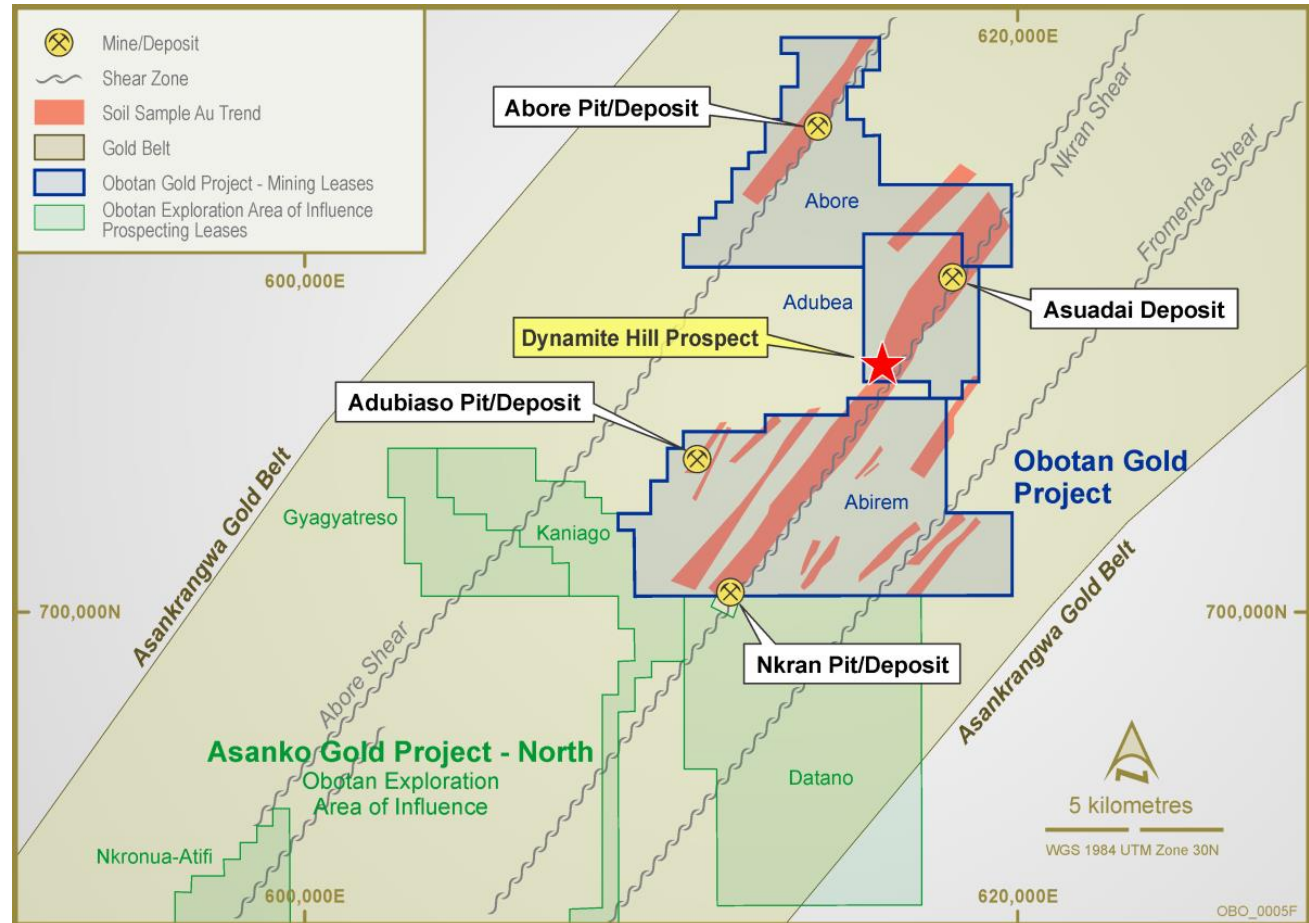 Mine/Deposit
Shear Zone
Soil Sample Au Trend
Gold Belt
Obotan Gold Project - Mining Leases
Obotan Exploration Area of Influence
Prospecting Leases
620,000E
600,000E
Abore Pit/Deposit
Nkran Shear
Fromenda Shear
Abore
Adubea
Asuadai Deposit
Dynamite Hill Prospect
Adubiaso Pit/Deposit
Obotan Gold
Project
Abirem
Gyagyatreso
Kaniago
Asankrangwa Gold Belt
700,000N
700,000N
Nkran Pit/Deposit
Abore Shear
Asankrangwa Gold Belt
Asanko Gold Project - North
Obotan Exploration
Area of Influence
Datano
N
5 kilometres
WGS 1984 UTM Zone 30N
Nkronua-Atifi
600,000E
620,000E
OBO_0005F